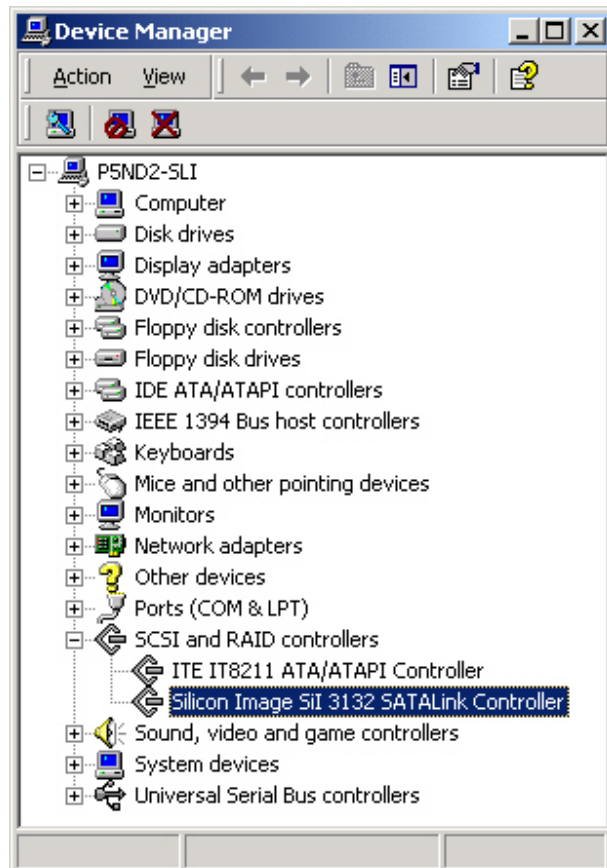 Device Manager
Action View
P5ND2-SLI
Computer
Disk drives
Display adapters
DVD/CD-ROM drives
Floppy disk controllers
Floppy disk drives
IDE ATA/ATAPI controllers
IEEE 1394 Bus host controllers
Keyboards
Mice and other pointing devices
Monitors
Network adapters
Other devices
Ports (COM & LPT)
SCSI and RAID controllers
ITE IT8211 ATA/ATAPI Controller
Silicon Image SiI 3132 SATALink Controller
Sound, video and game controllers
System devices
Universal Serial Bus controllers